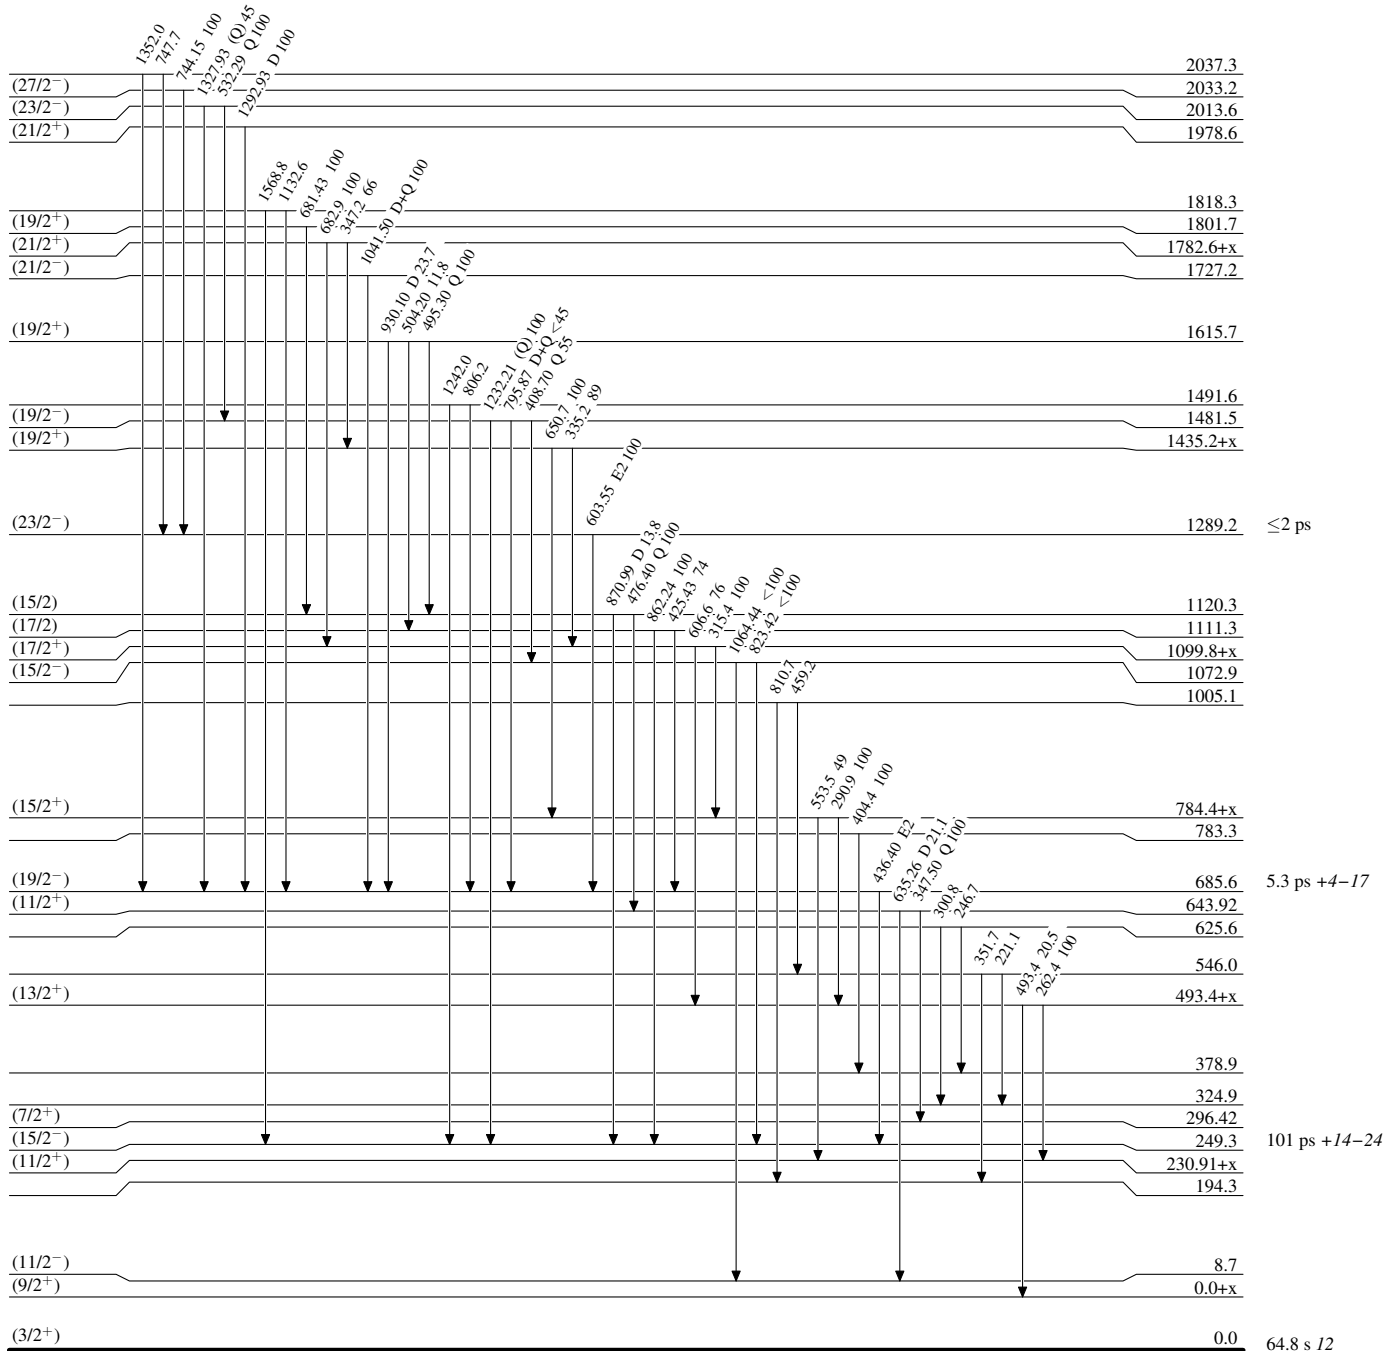 1352.0
747.7
744.15 100
1327.93 (Q) 45
532.29 Q 100
1292.93 D 100
2037.3
(27/2−) 2033.2
(23/2−) 2013.6
(21/2+) 1978.6
1568.8
1132.6
681.43 100
682.9 100
347.2 66
1041.50 D+Q 100
1818.3
(19/2+) 1801.7
(21/2+) 1782.6+x
(21/2−) 1727.2
930.10 D 23.7
504.20 11.8
495.30 Q 100
(19/2+) 1615.7
1242.0
806.2
1232.21 (Q) 100
795.87 D+Q <45
408.70 Q 55
650.7 100
335.2 89
1491.6
(19/2−) 1481.5
(19/2+) 1435.2+x
603.55 E2 100
(23/2−) 1289.2 ≤2 ps
870.99 D 13.8
476.40 Q 100
862.24 100
425.43 74
606.6 76
315.4 100
1064.44 <100
823.42 <100
(15/2) 1120.3
(17/2) 1111.3
(17/2+) 1099.8+x
(15/2−) 1072.9
810.7
459.2
1005.1
553.5 49
290.9 100
404.4 100
(15/2+) 784.4+x
783.3
436.40 E2
635.26 D 21.1
347.50 Q 100
300.8
246.7
(19/2−) 685.6 5.3 ps +4−17
(11/2+) 643.92
625.6
351.7
221.1
493.4 20.5
262.4 100
546.0
(13/2+) 493.4+x
378.9
324.9
(7/2+) 296.42
(15/2−) 249.3 101 ps +14−24
(11/2+) 230.91+x
194.3
(11/2−) 8.7
(9/2+) 0.0+x
(3/2+) 0.0 64.8 s 12